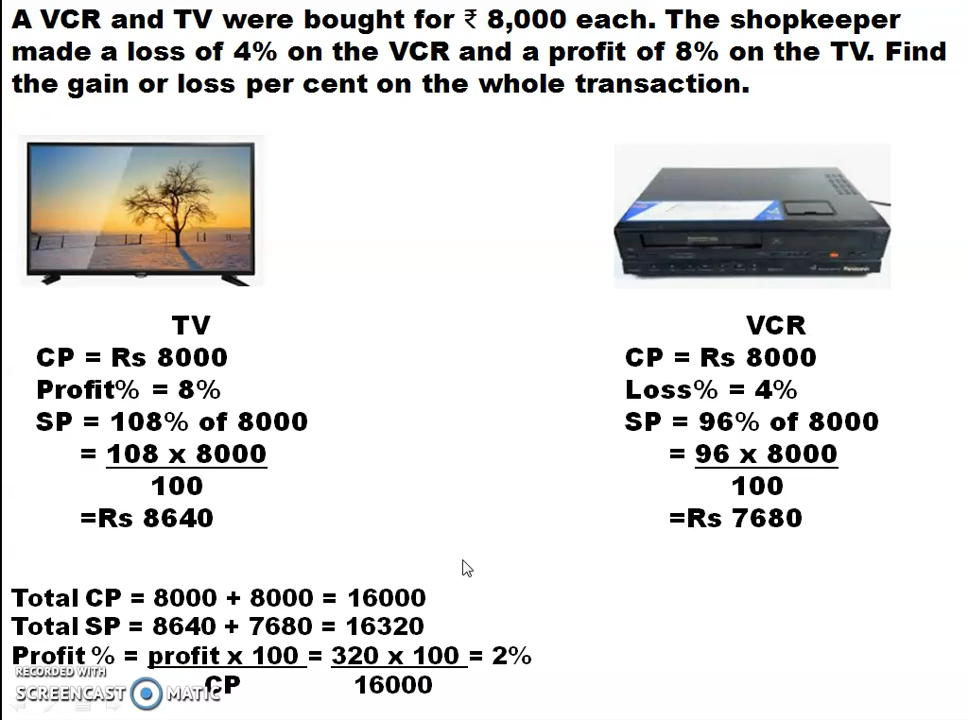 A VCR and TV were bought for ₹ 8,000 each. The shopkeeper
made a loss of 4% on the VCR and a profit of 8% on the TV. Find
the gain or loss per cent on the whole transaction.
Panasonic
TV
CP = Rs 8000
Profit% = 8%
SP = 108% of 8000
= 108 x 8000
100
=Rs 8640
VCR
CP = Rs 8000
Loss% = 4%
SP = 96% of 8000
= 96 x 8000
100
=Rs 7680
Total CP = 8000 + 8000 = 16000
Total SP = 8640 + 7680 = 16320
Profit % = profit x 100 = 320 x 100 = 2%
CP 16000
RECORDED WITH
SCREENCAST MATIC